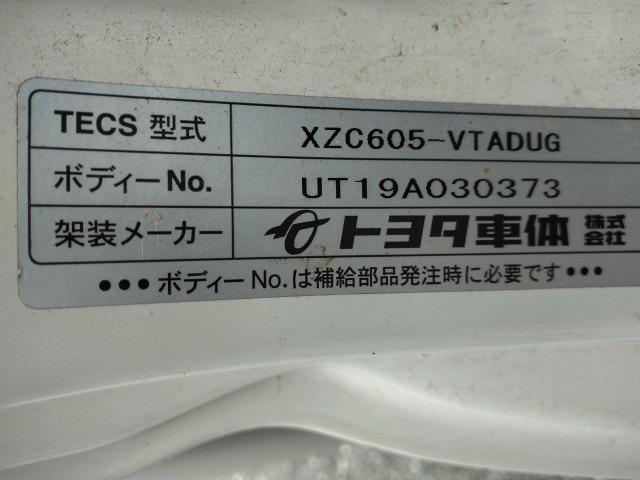 TECS 型式 XZC605-VTADUG
ボディーNo. UT19A030373
架装メーカー トヨタ車体 株式会社
•••ボディーNo.は補給部品発注時に必要です•••